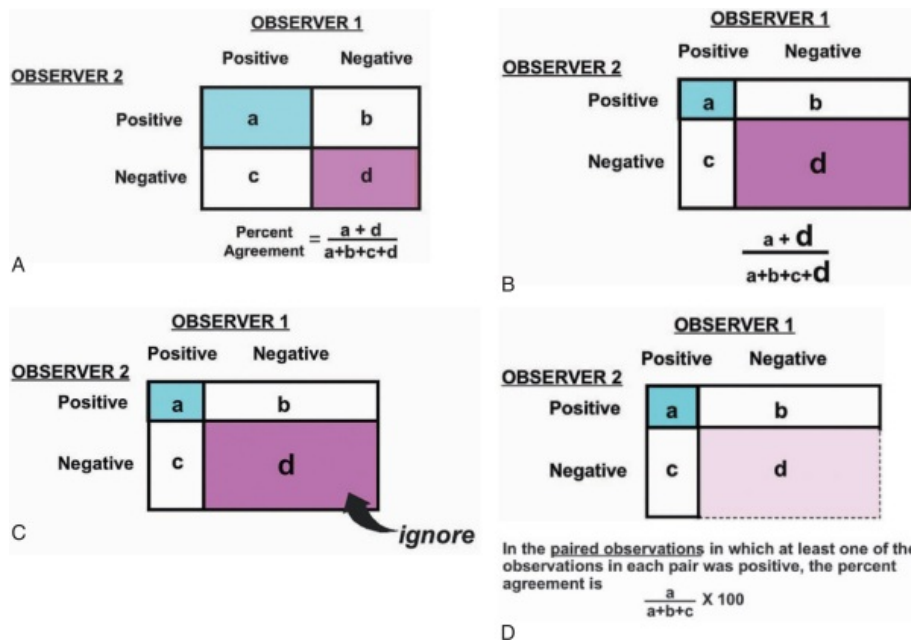 OBSERVER 1
Positive Negative
OBSERVER 2
Positive a b
Negative c d
Percent Agreement = a + d / a+b+c+d
A
OBSERVER 1
Positive Negative
OBSERVER 2
Positive a b
Negative c d
a + d
a+b+c+d
B
OBSERVER 1
Positive Negative
OBSERVER 2
Positive a b
Negative c d
ignore
C
OBSERVER 1
Positive Negative
OBSERVER 2
Positive a b
Negative c d
In the paired observations in which at least one of the
observations in each pair was positive, the percent
agreement is
a
a+b+c X 100
D